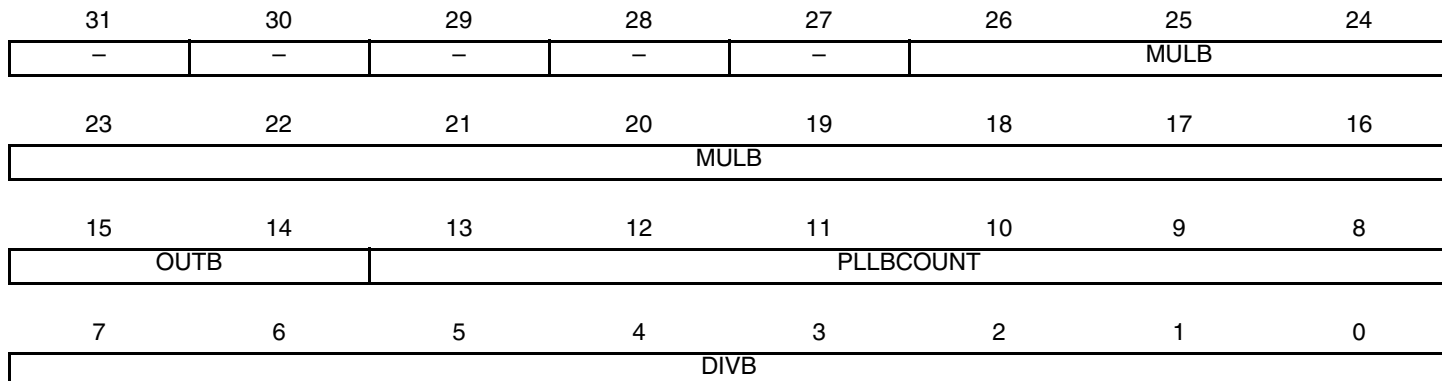 31 30 29 28 27 26 25 24
– – – – – MULB
23 22 21 20 19 18 17 16
MULB
15 14 13 12 11 10 9 8
OUTB PLLBCOUNT
7 6 5 4 3 2 1 0
DIVB